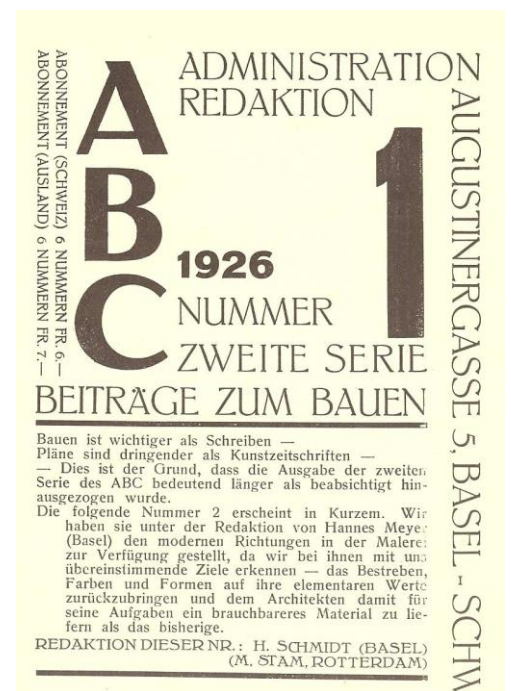 ABONNEMENT (SCHWEIZ) 6 NUMMERN FR. 6.—
ABONNEMENT (AUSLAND) 6 NUMMERN FR. 7.—
ABC
ADMINISTRATION
REDAKTION
1
1926
NUMMER
ZWEITE SERIE
BEITRÄGE ZUM BAUEN
AUGUSTINERGASSE 5, BASEL - SCHW
Bauen ist wichtiger als Schreiben —
Pläne sind dringender als Kunstzeitschriften —
— Dies ist der Grund, dass die Ausgabe der zweiten
Serie des ABC bedeutend länger als beabsichtigt hin-
ausgezogen wurde.
Die folgende Nummer 2 erscheint in Kurzem. Wir
haben sie unter der Redaktion von Hannes Meyer
(Basel) den modernen Richtungen in der Malerei
zur Verfügung gestellt, da wir bei ihnen mit uns
übereinstimmende Ziele erkennen — das Bestreben,
Farben und Formen auf ihre elementaren Werte
zurückzubringen und dem Architekten damit für
seine Aufgaben ein brauchbareres Material zu lie-
fern als das bisherige.
REDAKTION DIESER NR.: H. SCHMIDT (BASEL)
(M. STAM, ROTTERDAM)